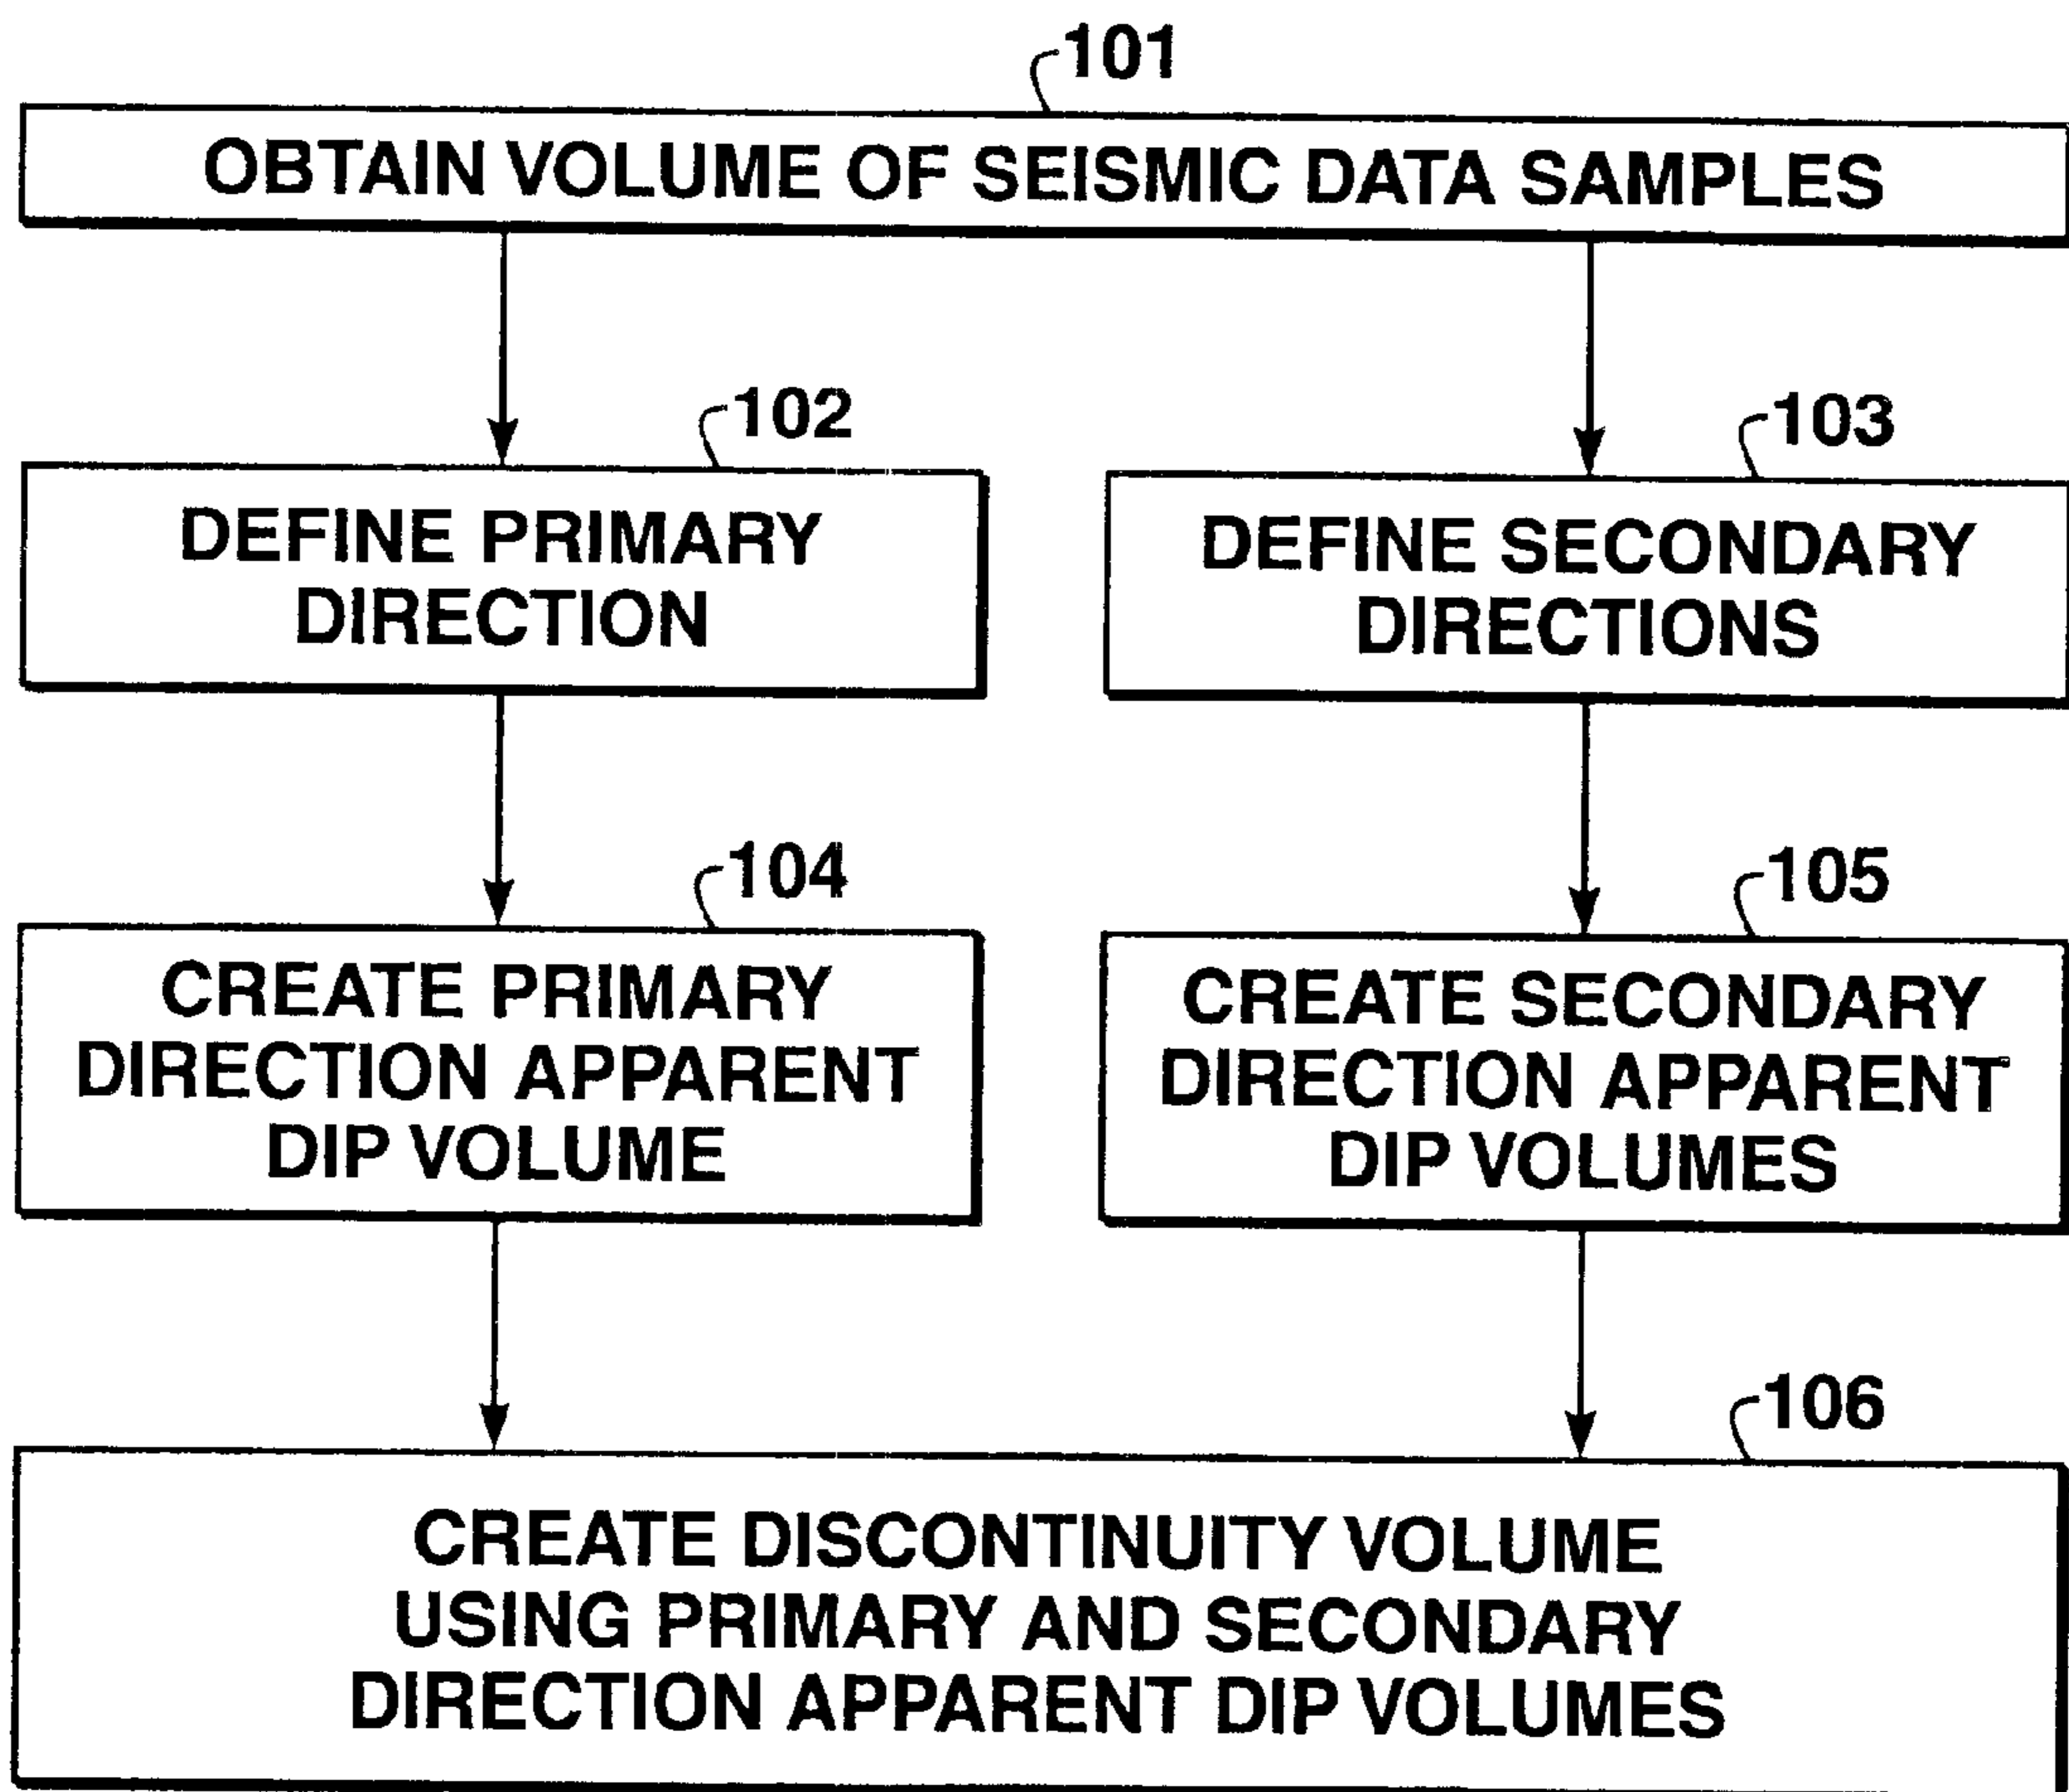 101
OBTAIN VOLUME OF SEISMIC DATA SAMPLES
102
DEFINE PRIMARY
DIRECTION
103
DEFINE SECONDARY
DIRECTIONS
104
CREATE PRIMARY
DIRECTION APPARENT
DIP VOLUME
105
CREATE SECONDARY
DIRECTION APPARENT
DIP VOLUMES
106
CREATE DISCONTINUITY VOLUME
USING PRIMARY AND SECONDARY
DIRECTION APPARENT DIP VOLUMES